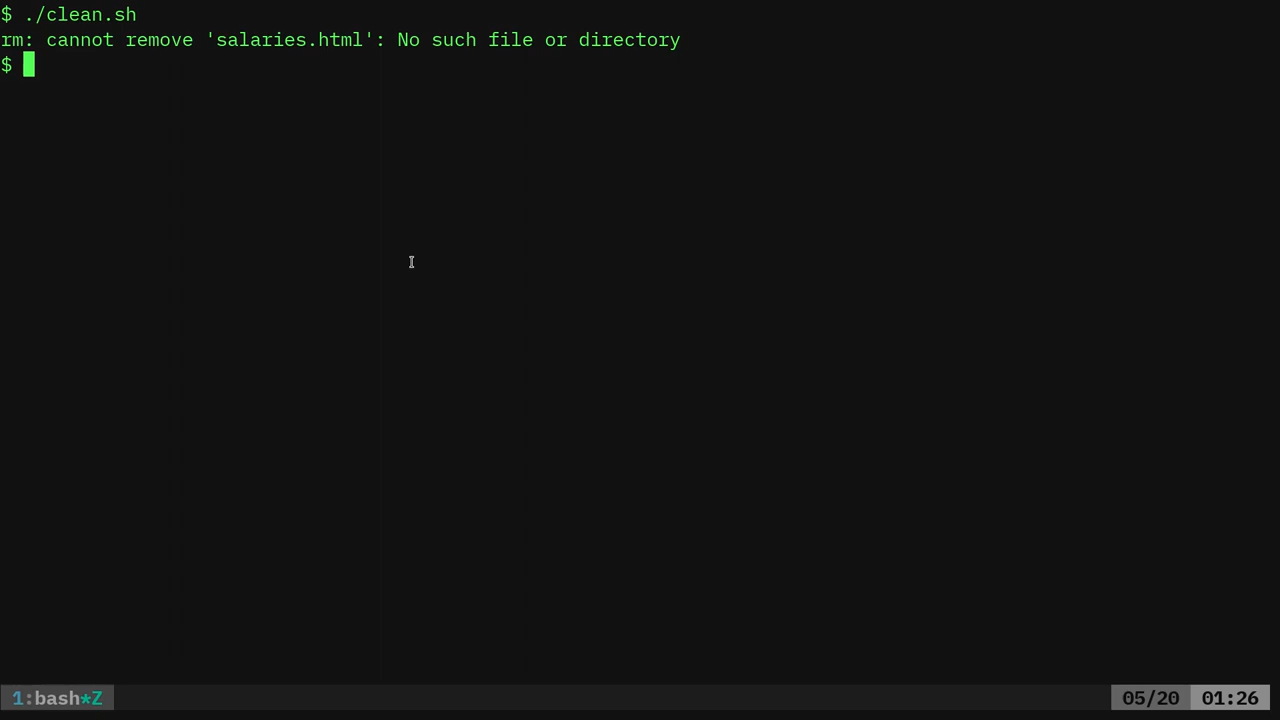 $ ./clean.sh
rm: cannot remove 'salaries.html': No such file or directory
$
1:bash*Z 05/20 01:26